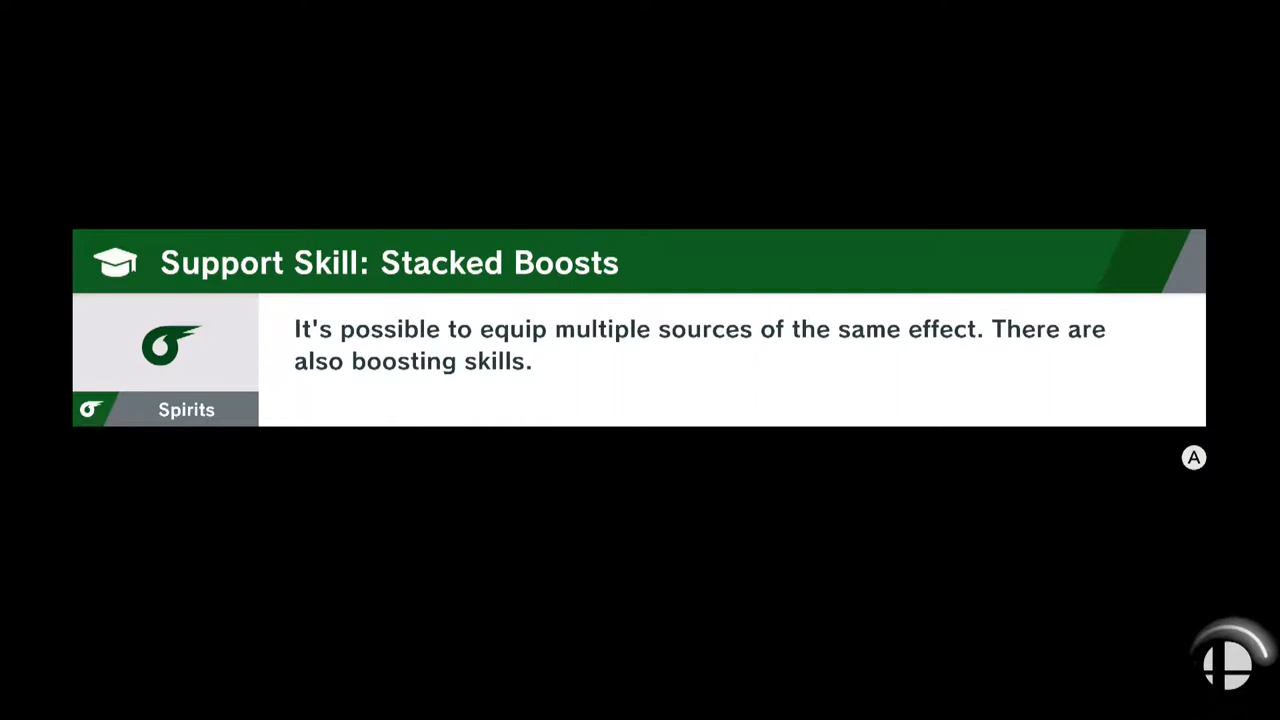 Support Skill: Stacked Boosts
It's possible to equip multiple sources of the same effect. There are
also boosting skills.
Spirits
A